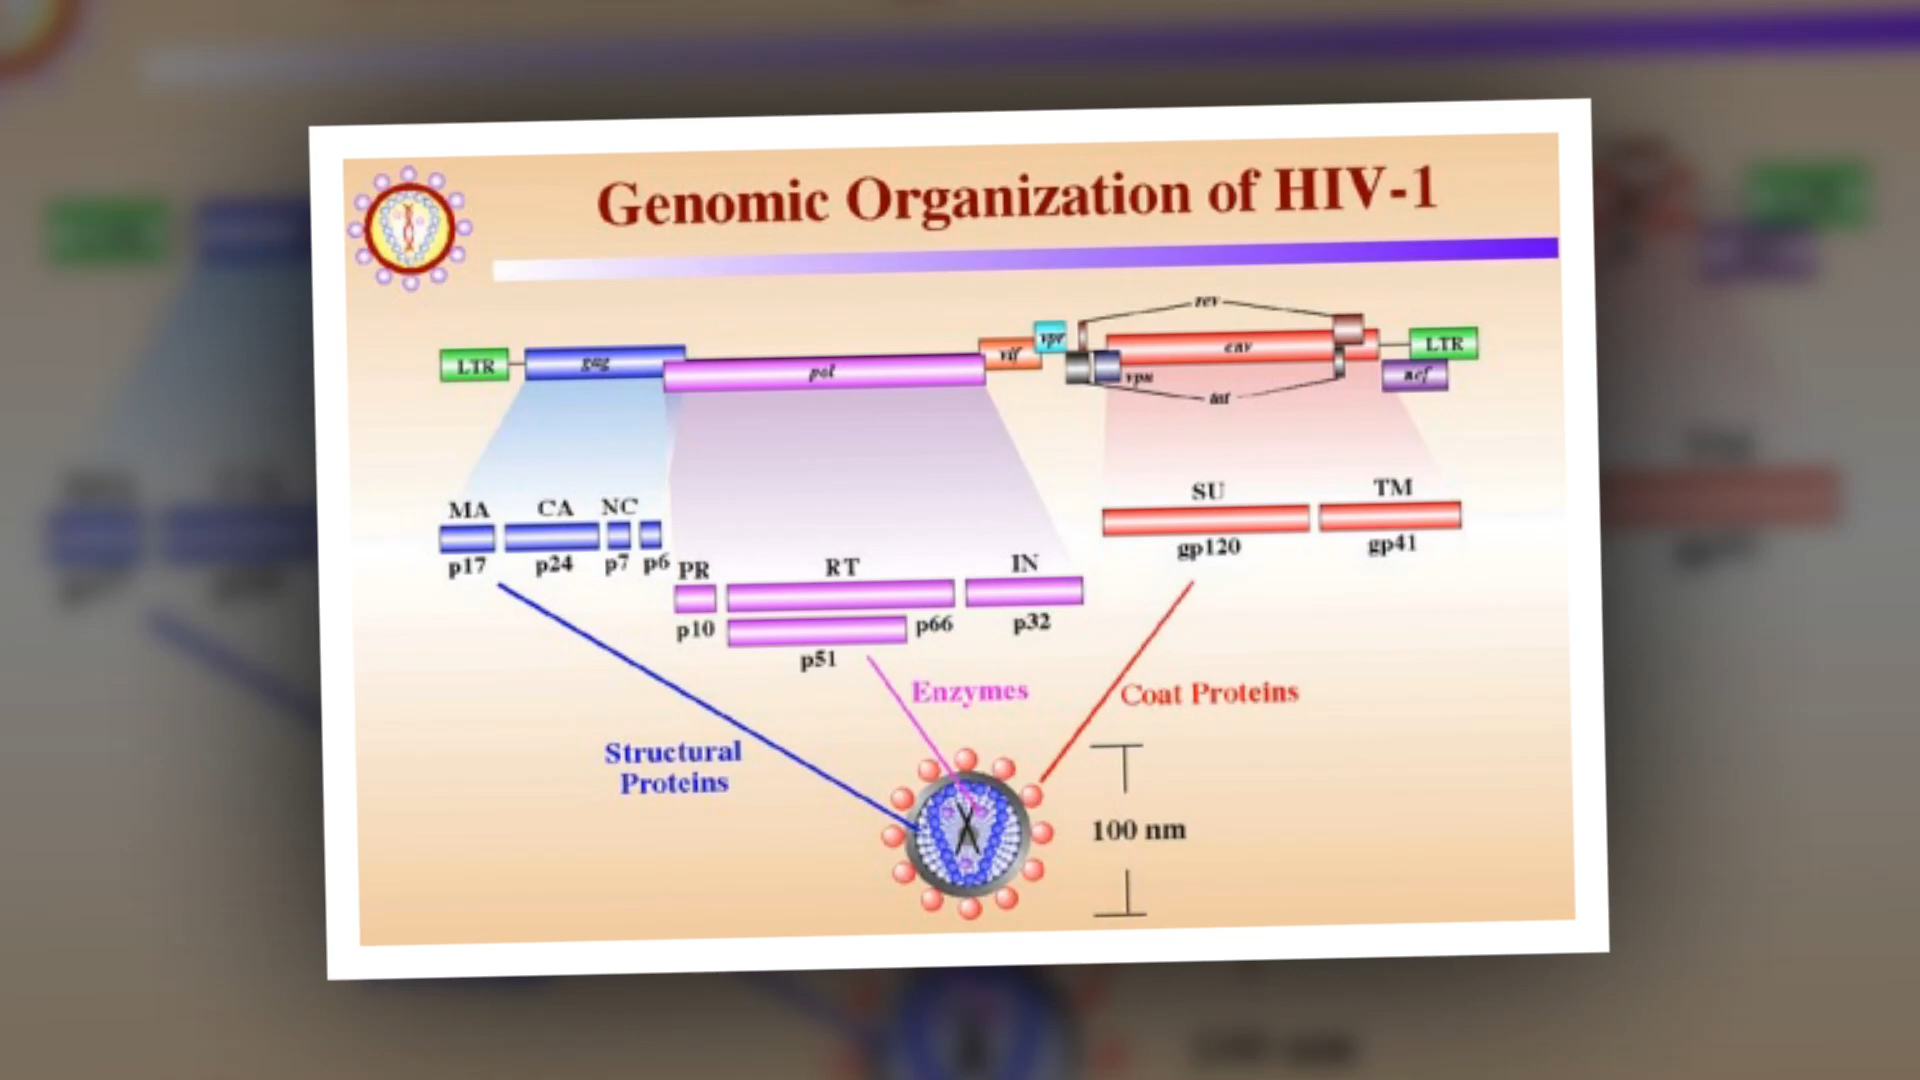 Genomic Organization of HIV-1
rev
LTR
gag
pol
vif
vpr
vpu
env
tat
LTR
nef
MA
CA
NC
p17
p24
p7
p6
PR
RT
IN
p10
p66
p51
p32
SU
TM
gp120
gp41
Enzymes
Coat Proteins
Structural
Proteins
100 nm